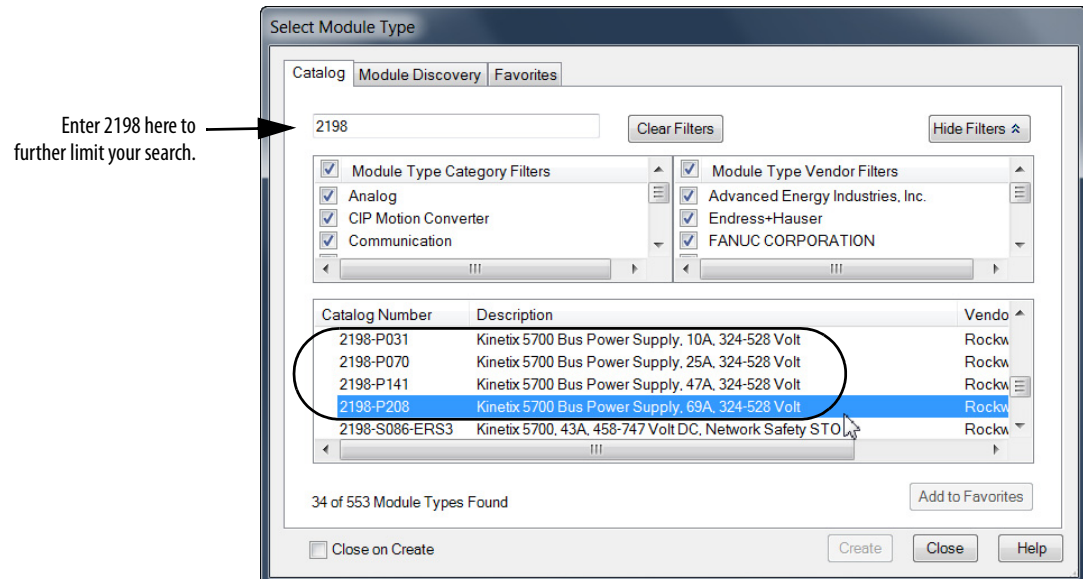 Select Module Type
Catalog Module Discovery Favorites
Enter 2198 here to
further limit your search.
2198 Clear Filters Hide Filters
Module Type Category Filters Module Type Vendor Filters
Analog Advanced Energy Industries, Inc.
CIP Motion Converter Endress+Hauser
Communication FANUC CORPORATION
Catalog Number Description Vendo
2198-P031 Kinetix 5700 Bus Power Supply, 10A, 324-528 Volt Rockw
2198-P070 Kinetix 5700 Bus Power Supply, 25A, 324-528 Volt Rockw
2198-P141 Kinetix 5700 Bus Power Supply, 47A, 324-528 Volt Rockw
2198-P208 Kinetix 5700 Bus Power Supply, 69A, 324-528 Volt Rockw
2198-S086-ERS3 Kinetix 5700, 43A, 458-747 Volt DC, Network Safety STO Rockw
34 of 553 Module Types Found Add to Favorites
Close on Create Create Close Help